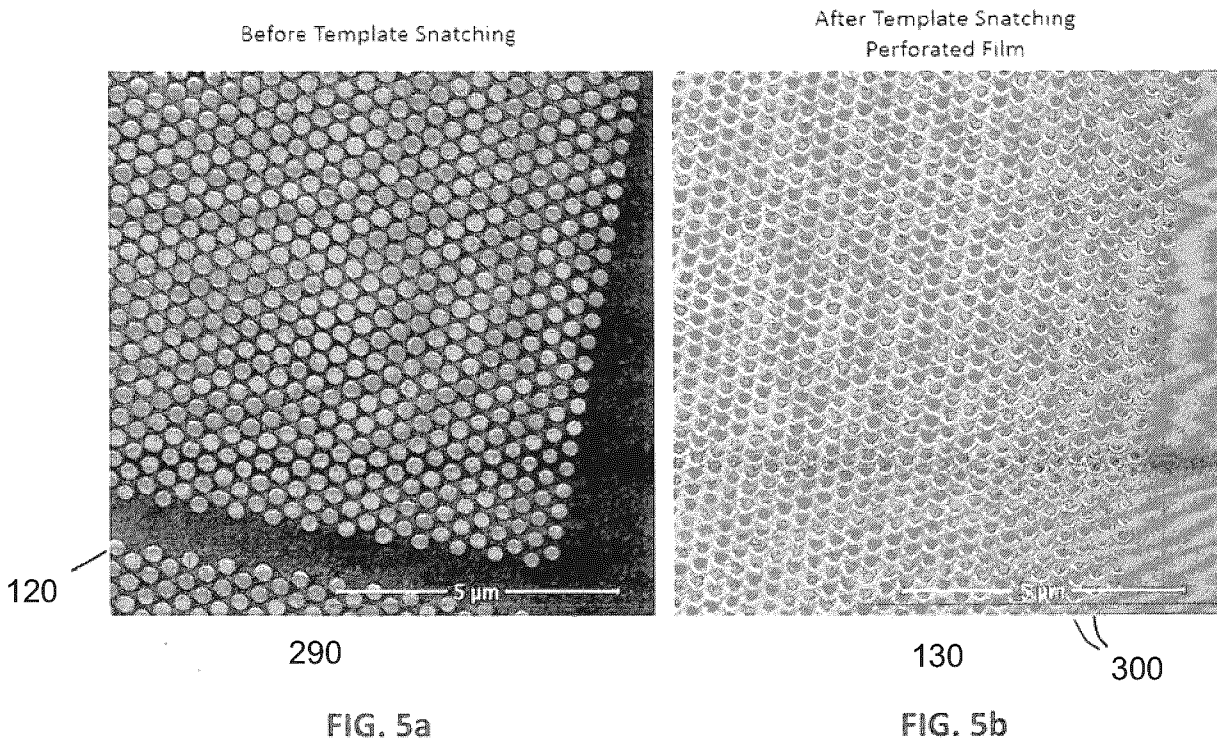 Before Template Snatching
After Template Snatching
Perforated Film
5 µm
5 µm
120
290
130
300
FIG. 5a
FIG. 5b